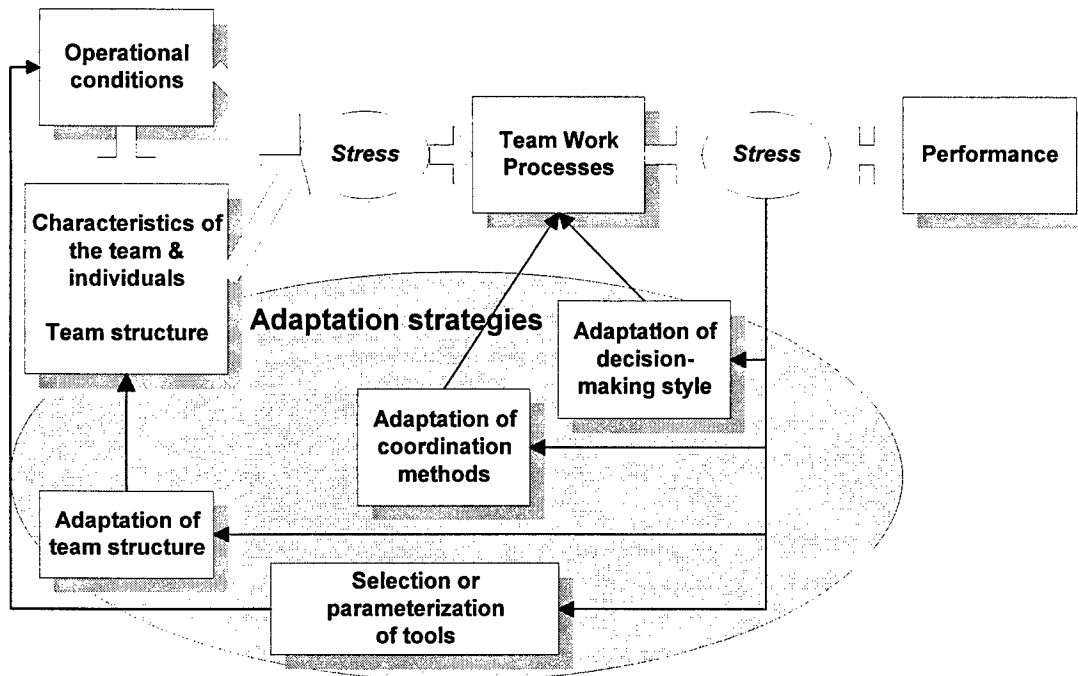 Operational
conditions
Stress
Team Work
Processes
Stress
Performance
Characteristics of
the team &
individuals
Team structure
Adaptation strategies
Adaptation of
decision-
making style
Adaptation of
coordination
methods
Adaptation of
team structure
Selection or
parameterization
of tools